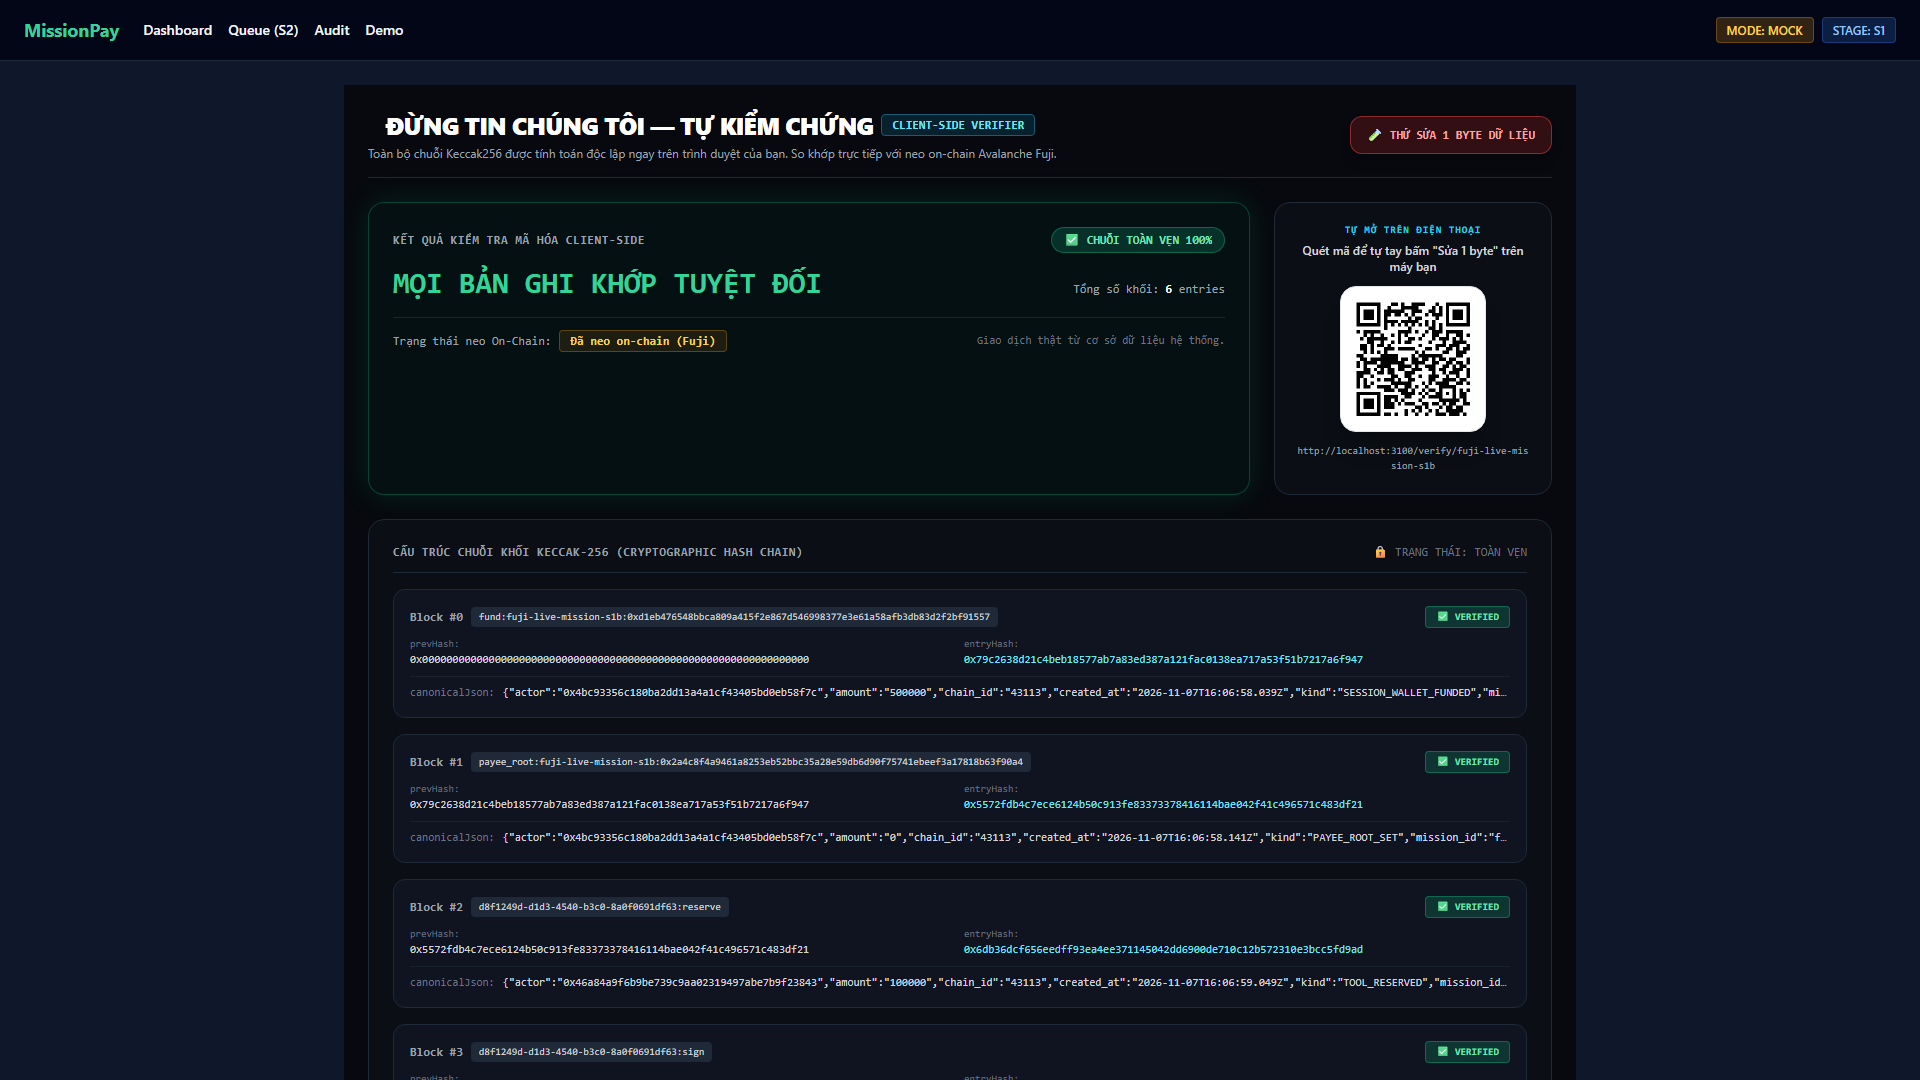 MissionPay Dashboard Queue (S2) Audit Demo MODE: MOCK STAGE: S1
ĐỪNG TIN CHÚNG TÔI — TỰ KIỂM CHỨNG CLIENT-SIDE VERIFIER
Toàn bộ chuỗi Keccak256 được tính toán độc lập ngay trên trình duyệt của bạn. So khớp trực tiếp với neo on-chain Avalanche Fuji.
THỬ SỬA 1 BYTE DỮ LIỆU
KẾT QUẢ KIỂM TRA MÃ HÓA CLIENT-SIDE
CHUỖI TOÀN VẸN 100%
MỌI BẢN GHI KHỚP TUYỆT ĐỐI
Tổng số khối: 6 entries
Trạng thái neo On-Chain: Đã neo on-chain (Fuji)
Giao dịch thật từ cơ sở dữ liệu hệ thống.
TỰ MỞ TRÊN ĐIỆN THOẠI
Quét mã để tự tay bấm "Sửa 1 byte" trên
máy bạn
http://localhost:3100/verify/fuji-live-mis
sion-s1b
CẤU TRÚC CHUỖI KHỐI KECCAK-256 (CRYPTOGRAPHIC HASH CHAIN)
TRẠNG THÁI: TOÀN VẸN
Block #0 fund:fuji-live-mission-s1b:0xd1eb476548bbca809a415f2e867d546998377e3e61a58afb3db83d2f2bf91557 VERIFIED
prevHash: entryHash:
0x0000000000000000000000000000000000000000000000000000000000000000 0x79c2638d21c4beb18577ab7a83ed387a121fac0138ea717a53f51b7217a6f947
canonicalJson: {"actor":"0x4bc93356c180ba2dd13a4a1cf43405bd0eb58f7c","amount":"500000","chain_id":"43113","created_at":"2026-11-07T16:06:58.039Z","kind":"SESSION_WALLET_FUNDED","mi…
Block #1 payee_root:fuji-live-mission-s1b:0x2a4c8f4a9461a8253eb52bbc35a28e59db6d90f75741ebeef3a17818b63f90a4 VERIFIED
prevHash: entryHash:
0x79c2638d21c4beb18577ab7a83ed387a121fac0138ea717a53f51b7217a6f947 0x5572fdb4c7ece6124b50c913fe83373378416114bae042f41c496571c483df21
canonicalJson: {"actor":"0x4bc93356c180ba2dd13a4a1cf43405bd0eb58f7c","amount":"0","chain_id":"43113","created_at":"2026-11-07T16:06:58.141Z","kind":"PAYEE_ROOT_SET","mission_id":"f…
Block #2 d8f1249d-d1d3-4540-b3c0-8a0f0691df63:reserve VERIFIED
prevHash: entryHash:
0x5572fdb4c7ece6124b50c913fe83373378416114bae042f41c496571c483df21 0x6db36dcf656eedff93ea4ee371145042dd6900de710c12b572310e3bcc5fd9ad
canonicalJson: {"actor":"0x46a84a9f6b9be739c9aa02319497abe7b9f23843","amount":"100000","chain_id":"43113","created_at":"2026-11-07T16:06:59.049Z","kind":"TOOL_RESERVED","mission_id…
Block #3 d8f1249d-d1d3-4540-b3c0-8a0f0691df63:sign VERIFIED
prevHash: entryHash: